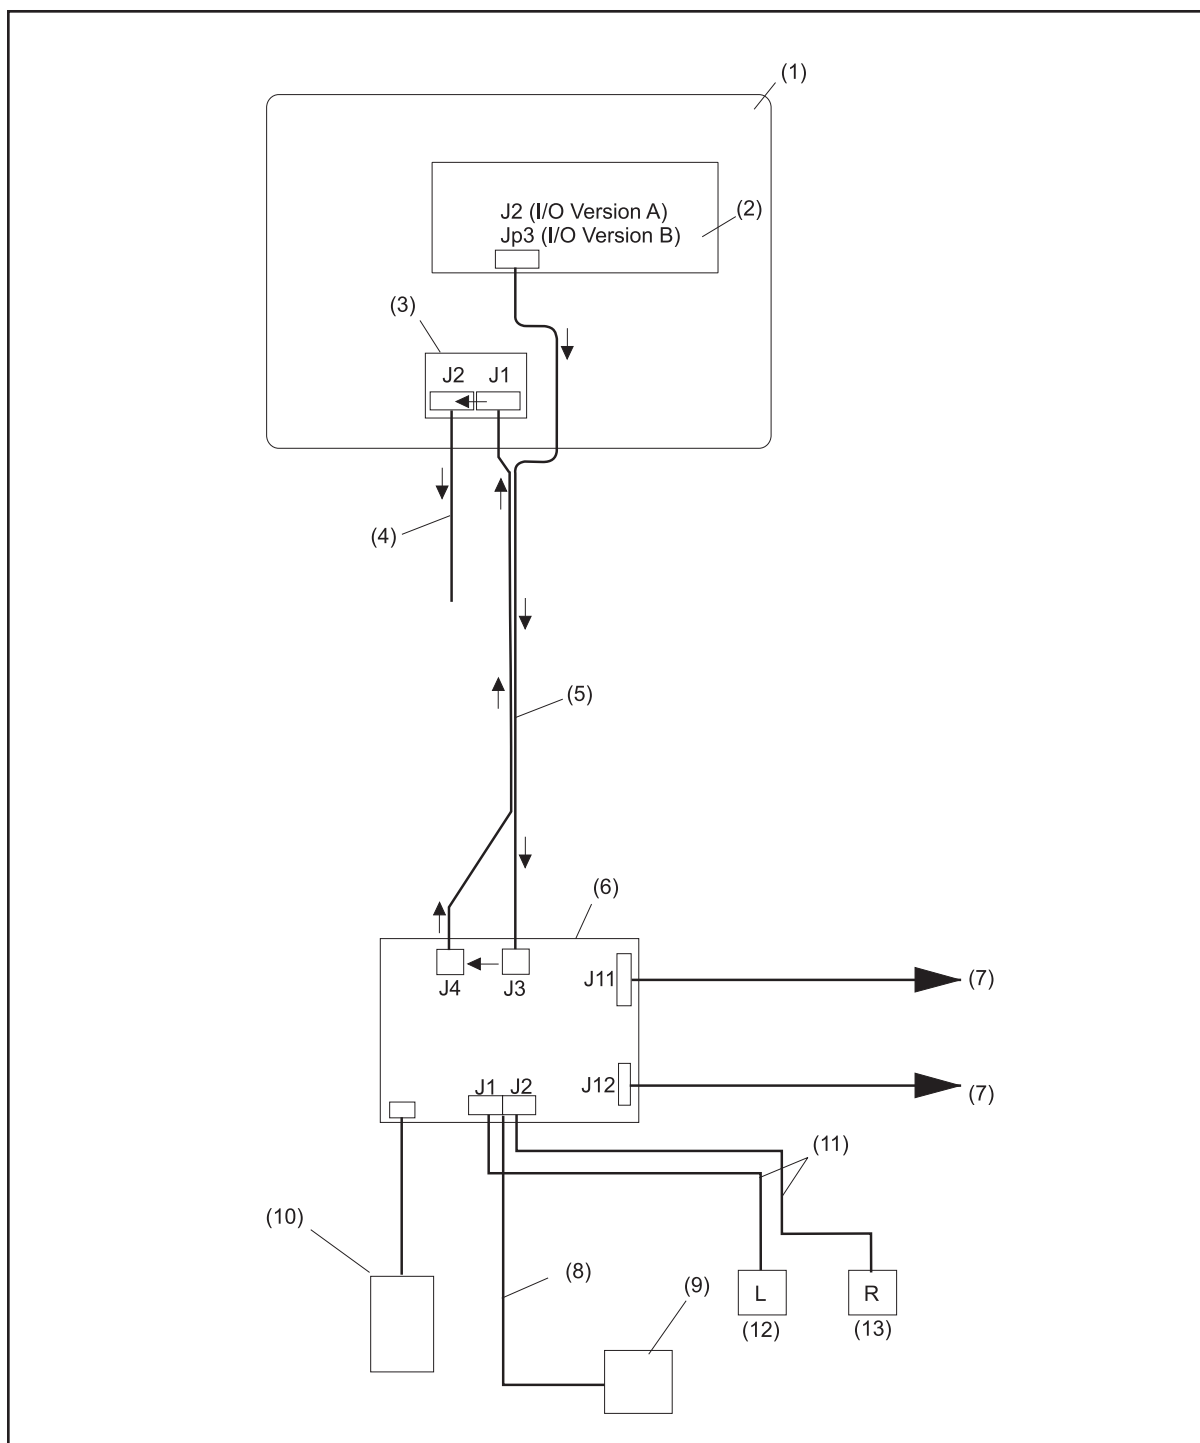 (1)
J2 (I/O Version A)
(2)
Jp3 (I/O Version B)
(3)
J2 J1
(4)
(5)
(6)
J4 J3 J11 (7)
J1 J2 J12 (7)
(11)
(10)
(8)
(9)
L R
(12) (13)